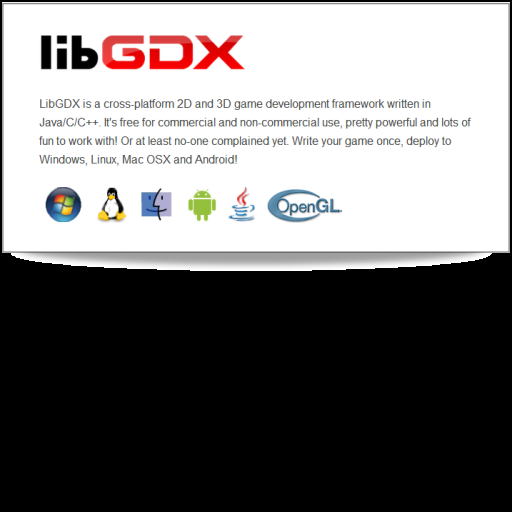 libGDX
LibGDX is a cross-platform 2D and 3D game development framework written in
Java/C/C++. It's free for commercial and non-commercial use, pretty powerful and lots of
fun to work with! Or at least no-one complained yet. Write your game once, deploy to
Windows, Linux, Mac OSX and Android!
OpenGL